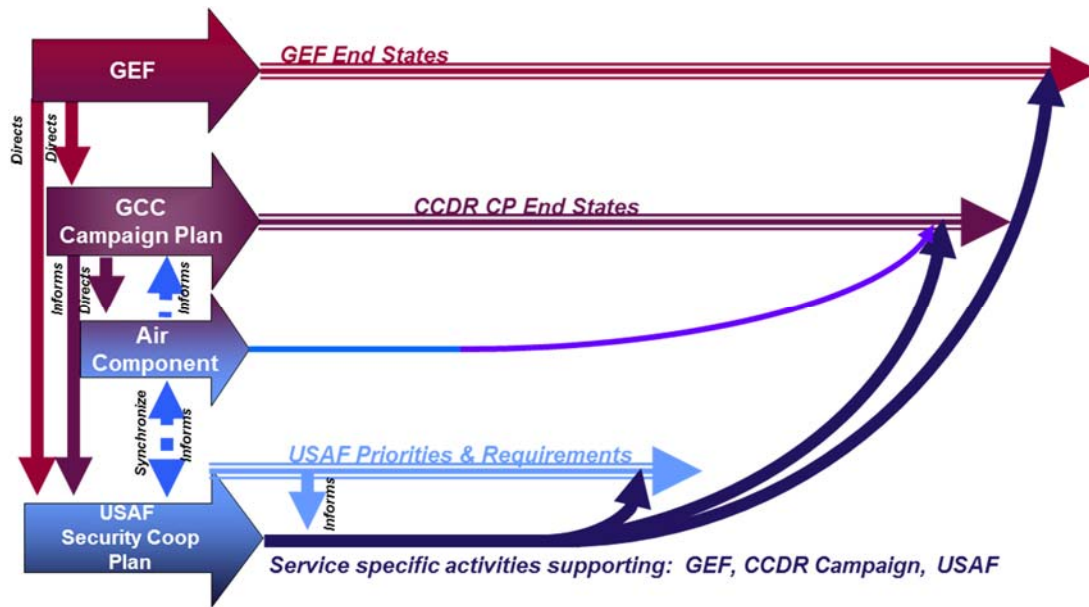 GEF
GEF End States
Directs
Directs
GCC
Campaign Plan
CCDR CP End States
Informs
Directs
Informs
Air
Component
Synchronize
Informs
USAF Priorities & Requirements
Informs
USAF
Security Coop
Plan
Service specific activities supporting: GEF, CCDR Campaign, USAF